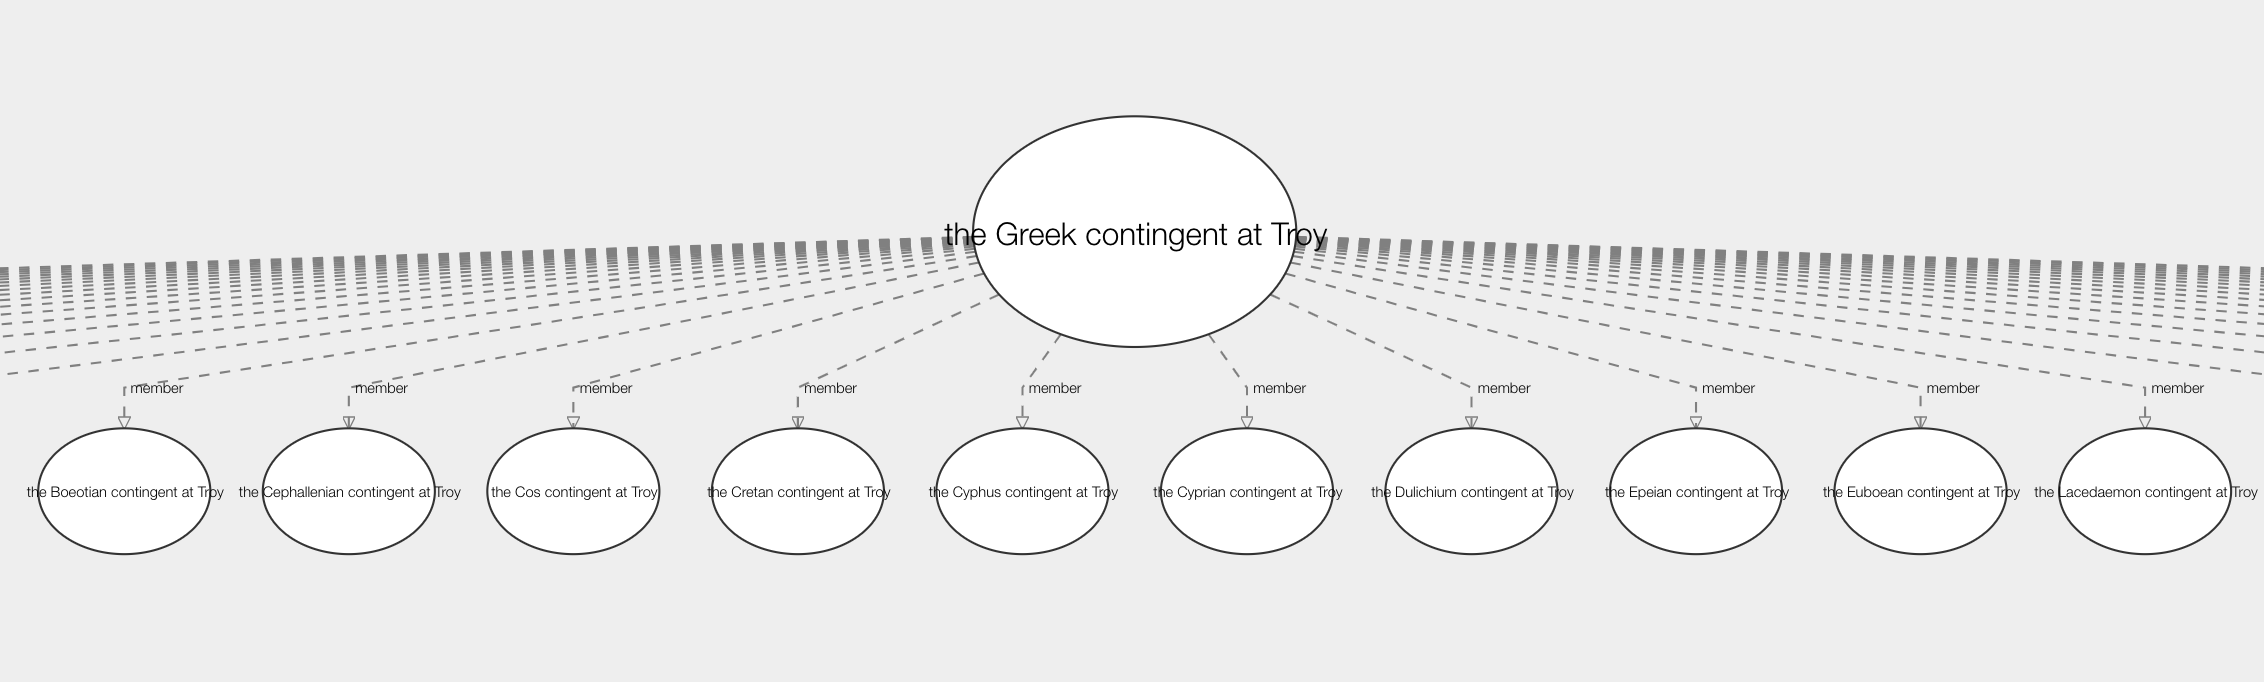 the Greek contingent at Troy
member
member
member
member
member
member
member
member
member
member
the Boeotian contingent at Troy
the Cephallenian contingent at Troy
the Cos contingent at Troy
the Cretan contingent at Troy
the Cyphus contingent at Troy
the Cyprian contingent at Troy
the Dulichium contingent at Troy
the Epeian contingent at Troy
the Euboean contingent at Troy
the Lacedaemon contingent at Troy